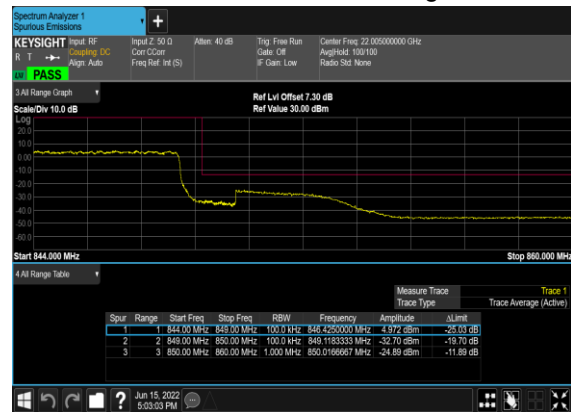 Spectrum Analyzer 1
Spurious Emissions
KEYSIGHT Input: RF Input Z: 50 Ω Atten: 40 dB Trig: Free Run Center Freq: 22.005000000 GHz
R T Coupling: DC Corr CCorr Gate: Off Avg|Hold: 100/100
Align: Auto Freq Ref: Int (S) IF Gain: Low Radio Std: None
PASS
3 All Range Graph
Ref Lvl Offset 7.30 dB
Scale/Div 10.0 dB Ref Value 30.00 dBm
Log
20.0
10.0
0.00
-10.0
-20.0
-30.0
-40.0
-50.0
-60.0
Start 844.000 MHz Stop 860.000 MHz
4 All Range Table
Measure Trace Trace 1
Trace Type Trace Average (Active)
Spur Range Start Freq Stop Freq RBW Frequency Amplitude ΔLimit
1 1 844.00 MHz 849.00 MHz 100.0 kHz 846.4250000 MHz 4.972 dBm -25.03 dB
2 2 849.00 MHz 850.00 MHz 100.0 kHz 849.1183333 MHz -32.70 dBm -19.70 dB
3 3 850.00 MHz 860.00 MHz 1.000 MHz 850.0166667 MHz -24.89 dBm -11.89 dB
Jun 15, 2022
5:03:03 PM